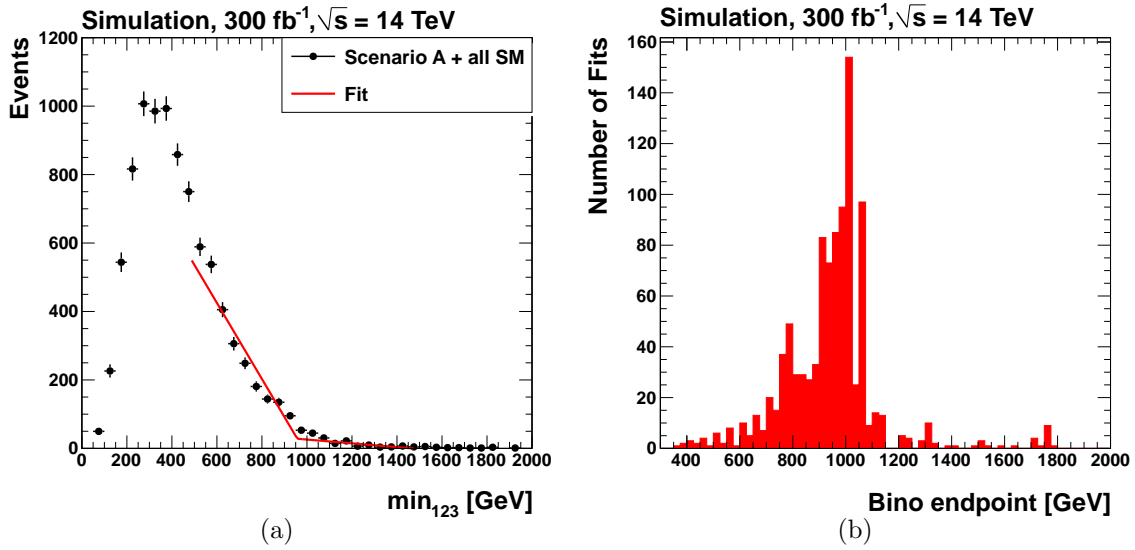 Simulation, 300 fb⁻¹,√s = 14 TeV
Events
1200
1000
800
600
400
200
0
Scenario A + all SM
Fit
0 200 400 600 800 1000 1200 1400 1600 1800 2000
min₁₂₃ [GeV]
(a)
Simulation, 300 fb⁻¹,√s = 14 TeV
Number of Fits
160
140
120
100
80
60
40
20
0
400 600 800 1000 1200 1400 1600 1800 2000
Bino endpoint [GeV]
(b)